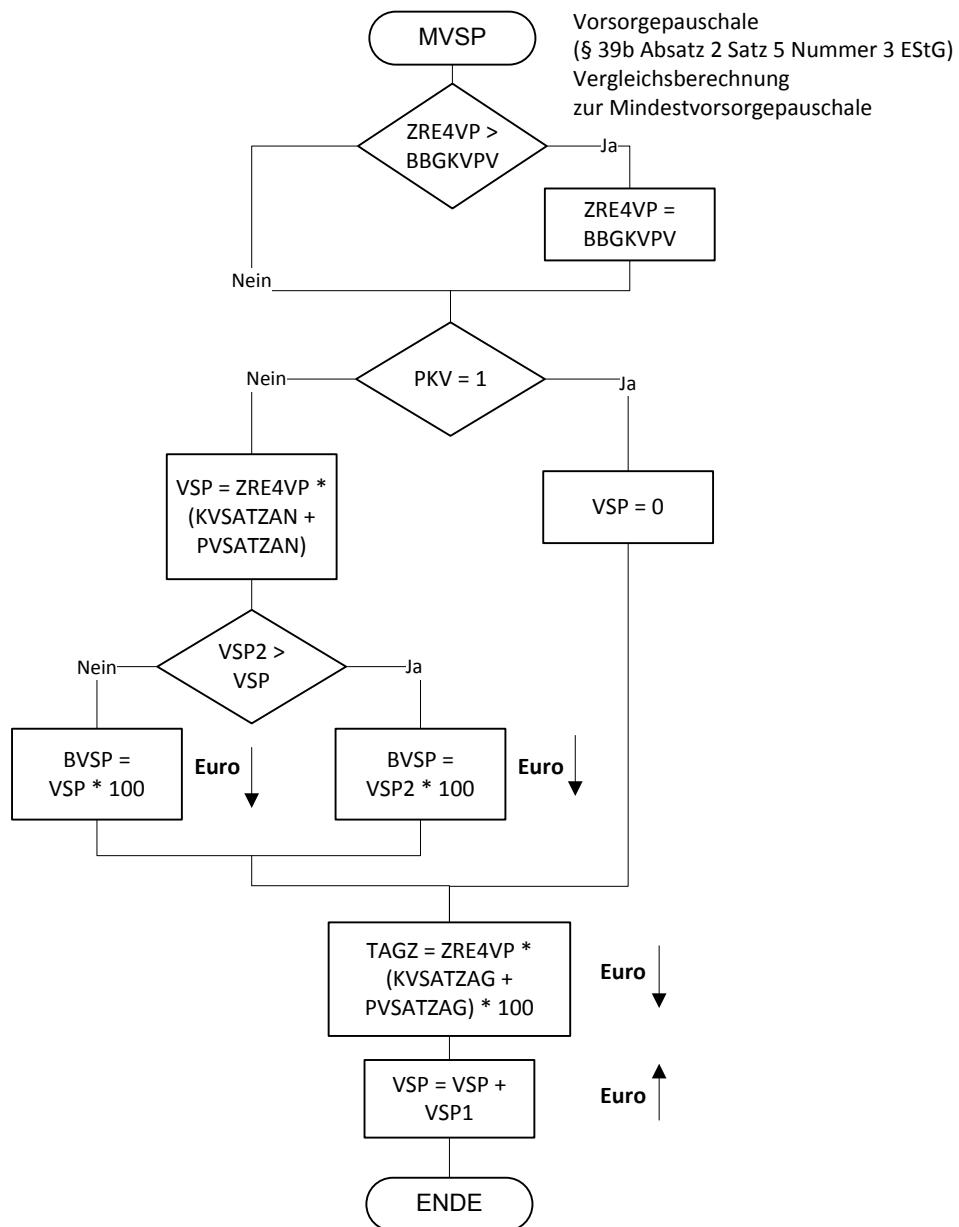 MVSP
Vorsorgepauschale
(§ 39b Absatz 2 Satz 5 Nummer 3 EStG)
Vergleichsberechnung
zur Mindestvorsorgepauschale
ZRE4VP >
BBGKVPV
Ja
ZRE4VP =
BBGKVPV
Nein
PKV = 1
Nein
Ja
VSP = ZRE4VP *
(KVSATZAN +
PVSATZAN)
VSP = 0
VSP2 >
VSP
Nein
Ja
BVSP =
VSP * 100
Euro
BVSP =
VSP2 * 100
Euro
TAGZ = ZRE4VP *
(KVSATZAG +
PVSATZAG) * 100
Euro
VSP = VSP +
VSP1
Euro
ENDE